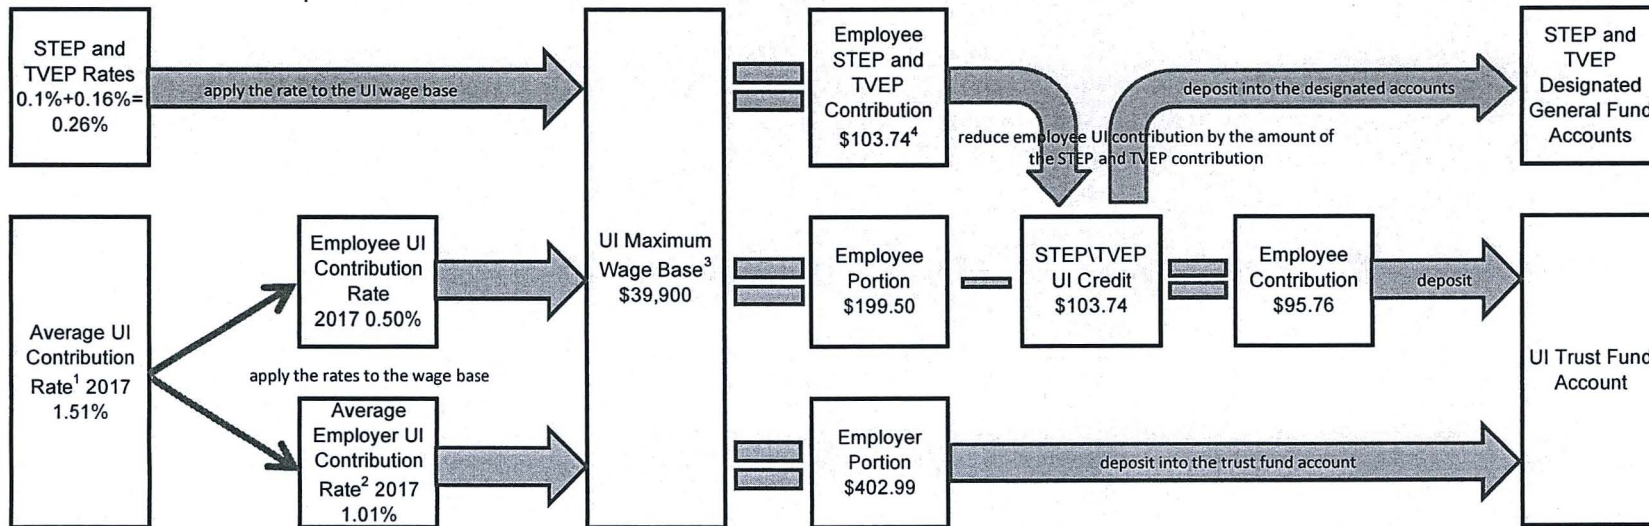 STEP and
TVEP Rates
0.1%+0.16%=
0.26%
apply the rate to the UI wage base
Employee
STEP and
TVEP
Contribution
$103.74⁴
reduce employee UI contribution by the amount of
the STEP and TVEP contribution
deposit into the designated accounts
STEP and
TVEP
Designated
General Fund
Accounts
Average UI
Contribution
Rate¹ 2017
1.51%
Employee UI
Contribution
Rate
2017 0.50%
apply the rates to the wage base
Average
Employer UI
Contribution
Rate² 2017
1.01%
UI Maximum
Wage Base³
$39,900
Employee
Portion
$199.50
STEP\TVEP
UI Credit
$103.74
Employee
Contribution
$95.76
deposit
Employer
Portion
$402.99
deposit into the trust fund account
UI Trust Fund
Account